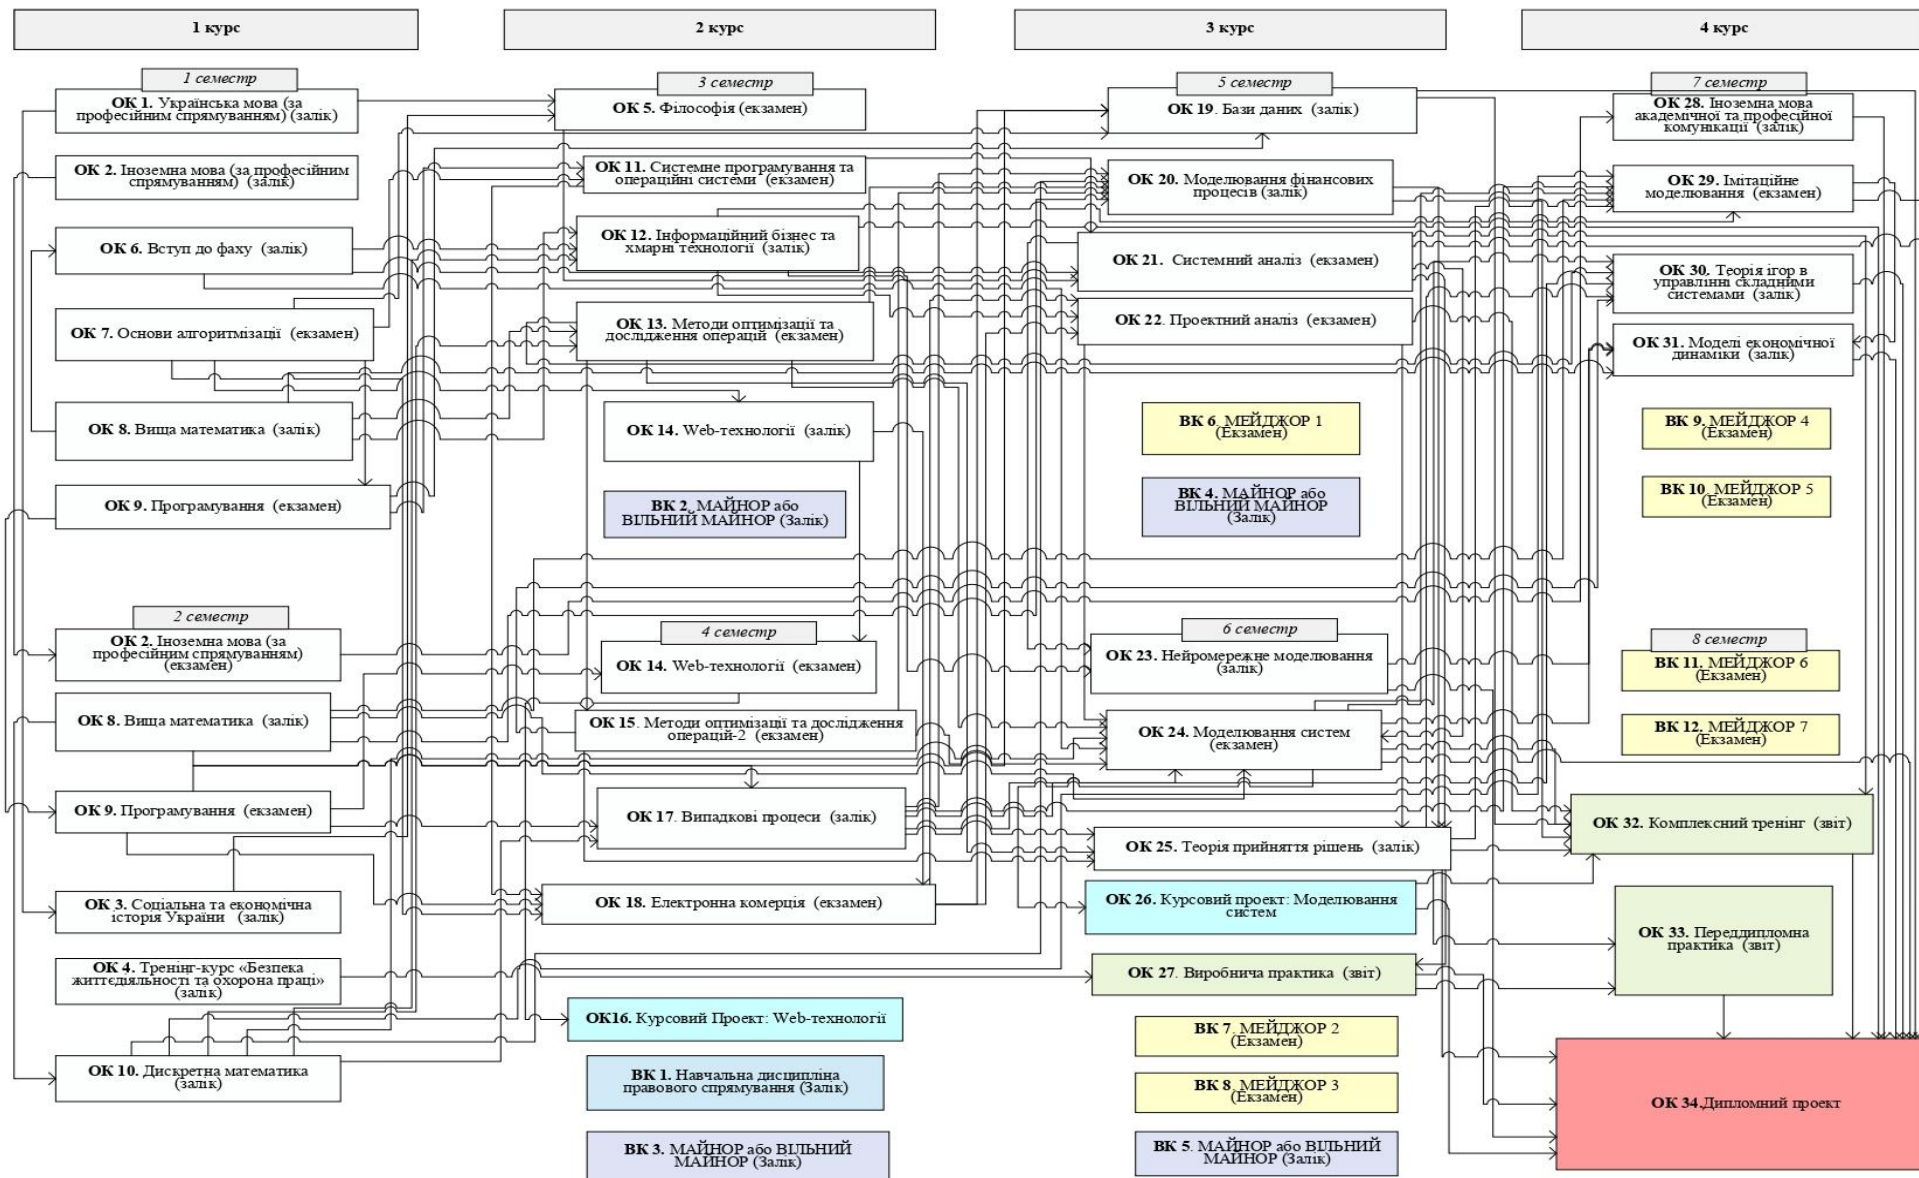 1 курс
2 курс
3 курс
4 курс
1 семестр
ОК 1. Українська мова (за
професійним спрямуванням) (залік)
ОК 2. Іноземна мова (за професійним
спрямуванням) (залік)
ОК 6. Вступ до фаху (залік)
ОК 7. Основи алгоритмізації (екзамен)
ОК 8. Вища математика (залік)
ОК 9. Програмування (екзамен)
2 семестр
ОК 2. Іноземна мова (за
професійним спрямуванням)
(екзамен)
ОК 8. Вища математика (залік)
ОК 9. Програмування (екзамен)
ОК 3. Соціальна та економічна
історія України (залік)
ОК 4. Тренінг-курс «Безпека
життєдіяльності та охорона праці»
(залік)
ОК 10. Дискретна математика
(залік)
3 семестр
ОК 5. Філософія (екзамен)
ОК 11. Системне програмування та
операційні системи (екзамен)
ОК 12. Інформаційний бізнес та
хмарні технології (залік)
ОК 13. Методи оптимізації та
дослідження операцій (екзамен)
ОК 14. Web-технології (залік)
ВК 2. МАЙНОР або
ВІЛЬНИЙ МАЙНОР (Залік)
4 семестр
ОК 14. Web-технології (екзамен)
ОК 15. Методи оптимізації та дослідження
операцій-2 (екзамен)
ОК 17. Випадкові процеси (залік)
ОК 18. Електронна комерція (екзамен)
ОК16. Курсовий Проект: Web-технології
ВК 1. Навчальна дисципліна
правового спрямування (Залік)
ВК 3. МАЙНОР або ВІЛЬНИЙ
МАЙНОР (Залік)
5 семестр
ОК 19. Бази даних (залік)
ОК 20. Моделювання фінансових
процесів (залік)
ОК 21. Системний аналіз (екзамен)
ОК 22. Проектний аналіз (екзамен)
ВК 6. МЕЙДЖОР 1
(Екзамен)
ВК 4. МАЙНОР або
ВІЛЬНИЙ МАЙНОР
(Залік)
6 семестр
ОК 23. Нейромережне моделювання
(залік)
ОК 24. Моделювання систем
(екзамен)
ОК 25. Теорія прийняття рішень (залік)
ОК 26. Курсовий проект: Моделювання
систем
ОК 27. Виробнича практика (звіт)
ВК 7. МЕЙДЖОР 2
(Екзамен)
ВК 8. МЕЙДЖОР 3
(Екзамен)
ВК 5. МАЙНОР або ВІЛЬНИЙ
МАЙНОР (Залік)
7 семестр
ОК 28. Іноземна мова
академічної та професійної
комунікації (залік)
ОК 29. Імітаційне
моделювання (екзамен)
ОК 30. Теорія ігор в
управлінні складними
системами (залік)
ОК 31. Моделі економічної
динаміки (залік)
ВК 9. МЕЙДЖОР 4
(Екзамен)
ВК 10. МЕЙДЖОР 5
(Екзамен)
8 семестр
ВК 11. МЕЙДЖОР 6
(Екзамен)
ВК 12. МЕЙДЖОР 7
(Екзамен)
ОК 32. Комплексний тренінг (звіт)
ОК 33. Переддипломна
практика (звіт)
ОК 34.Дипломний проект